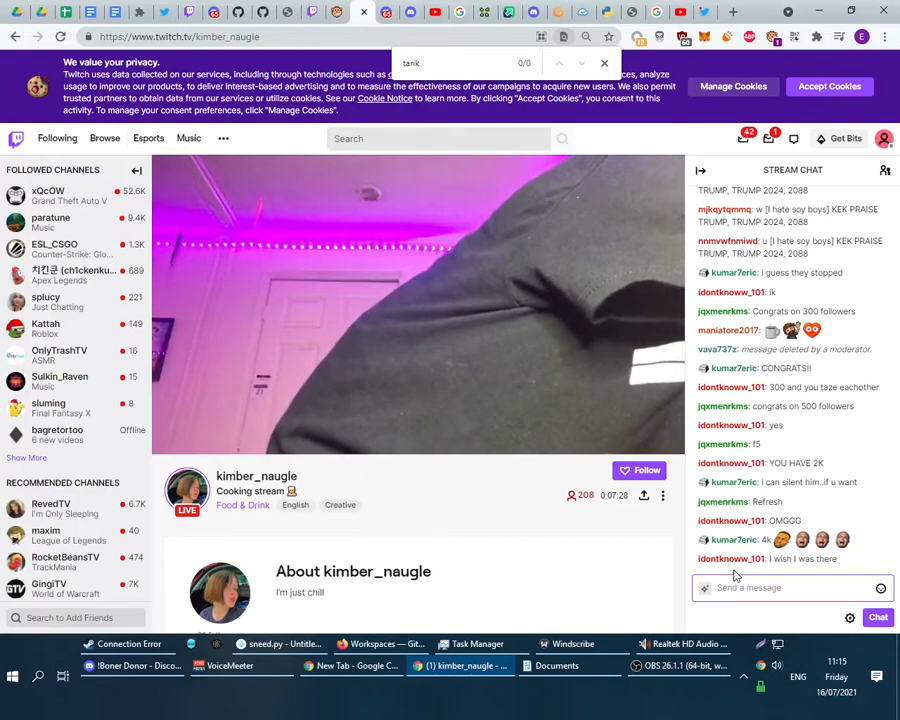 https://www.twitch.tv/kimber_naugle
tarik
0/0
We value your privacy.
Twitch uses data collected on our services, including through technologies such as
analyze
usage to improve our products, to deliver interest-based advertising and to measure the effectiveness of our campaigns to acquire new users. We may also
permit trusted partners to obtain data from our services or utilize cookies. See our Cookie Notice to learn more. By clicking "Accept Cookies", you consent to this
activity. To manage your consent preferences, click "Manage Cookies".
Manage Cookies
Accept Cookies
Following
Browse
Esports
Music
Search
42
1
Get Bits
FOLLOWED CHANNELS
xQcOW
52.6K
Grand Theft Auto V
paratune
9.4K
Music
ESL_CSGO
1.3K
Counter-Strike: Glo...
치킨쿤 (ch1ckenku...
689
Apex Legends
splucy
221
Just Chatting
Kattah
149
Roblox
OnlyTrashTV
16
ASMR
Sulkin_Raven
15
Music
sluming
8
Final Fantasy X
bagretortoo
Offline
6 new videos
Show More
RECOMMENDED CHANNELS
RevedTV
6.7K
I'm Only Sleeping
maxim
40
League of Legends
RocketBeansTV
474
TrackMania
GingiTV
7K
World of Warcraft
Search to Add Friends
LIVE
kimber_naugle
Cooking stream
Food & Drink
English
Creative
Follow
208
0:07:28
About kimber_naugle
I'm just chill
STREAM CHAT
TRUMP, TRUMP 2024, 2088
mjkqytqmmq: w [I hate soy boys] KEK PRAISE
TRUMP, TRUMP 2024, 2088
nnmvwfnmiwd: u [I hate soy boys] KEK PRAISE
TRUMP, TRUMP 2024, 2088
kumar7eric: i guess they stopped
idontknoww_101: ik
jqxmenrkms: Congrats on 300 followers
maniatore2017:
vava737z: message deleted by a moderator.
kumar7eric: CONGRATS!!
idontknoww_101: 300 and you taze eachother
jqxmenrkms: congrats on 500 followers
idontknoww_101: yes
jqxmenrkms: f5
idontknoww_101: YOU HAVE 2K
kumar7eric: i can silent him..if u want
jqxmenrkms: Refresh
idontknoww_101: OMGGG
kumar7eric: 4k
idontknoww_101: I wish I was there
Send a message
Chat
Connection Error
sneed.py - Untitle...
Workspaces — Git...
Task Manager
Windscribe
Realtek HD Audio ...
!Boner Donor - Disco...
VoiceMeeter
New Tab - Google C...
(1) kimber_naugle - ...
Documents
OBS 26.1.1 (64-bit, w...
ENG
11:15
Friday
16/07/2021